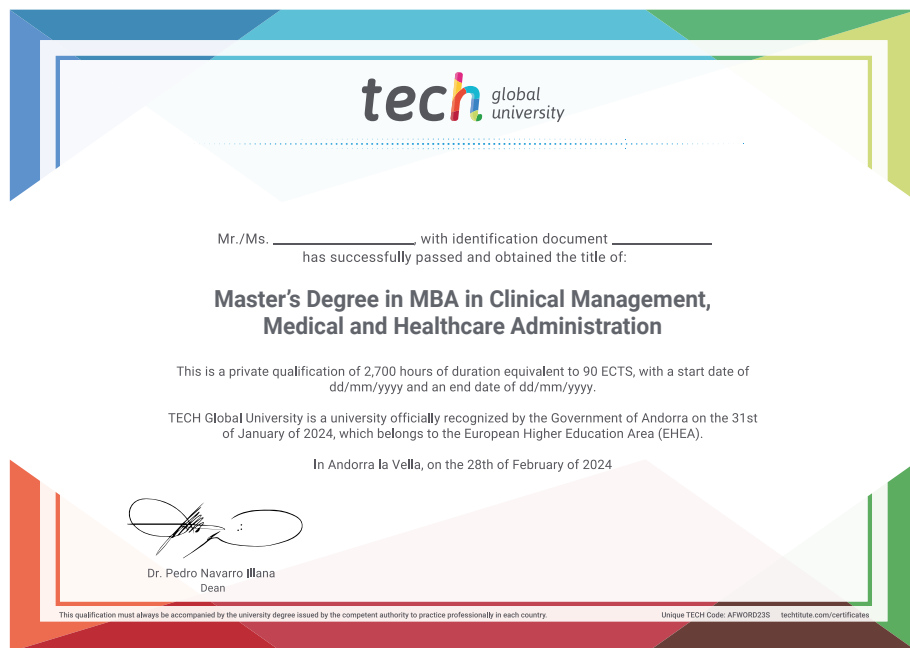 tech global
university
Mr./Ms. ____________________, with identification document ______________
has successfully passed and obtained the title of:
Master’s Degree in MBA in Clinical Management,
Medical and Healthcare Administration
This is a private qualification of 2,700 hours of duration equivalent to 90 ECTS, with a start date of
dd/mm/yyyy and an end date of dd/mm/yyyy.
TECH Global University is a university officially recognized by the Government of Andorra on the 31st
of January of 2024, which belongs to the European Higher Education Area (EHEA).
In Andorra la Vella, on the 28th of February of 2024
Dr. Pedro Navarro Illana
Dean
This qualification must always be accompanied by the university degree issued by the competent authority to practice professionally in each country.
Unique TECH Code: AFWORD23S techtitute.com/certificates